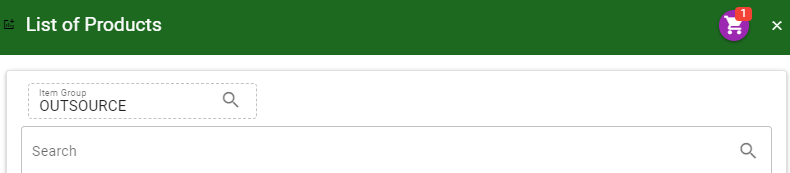 List of Products
1
Item Group
OUTSOURCE
Search